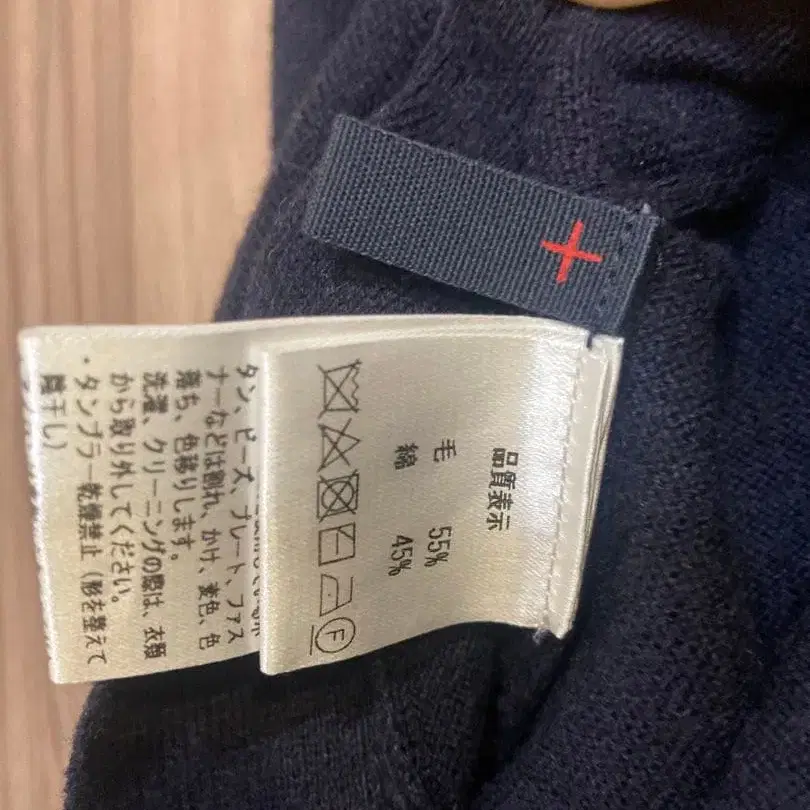 品質表示
毛 55%
綿 45%
F
タン、ビーズ、プレート、ファス
ナーなどは割れ、かけ、変色、色
落ち、色移りします。
洗濯、クリーニングの際は、衣類
から取り外してください。
・タンブラー乾燥禁止(形を整えて
陰干し)